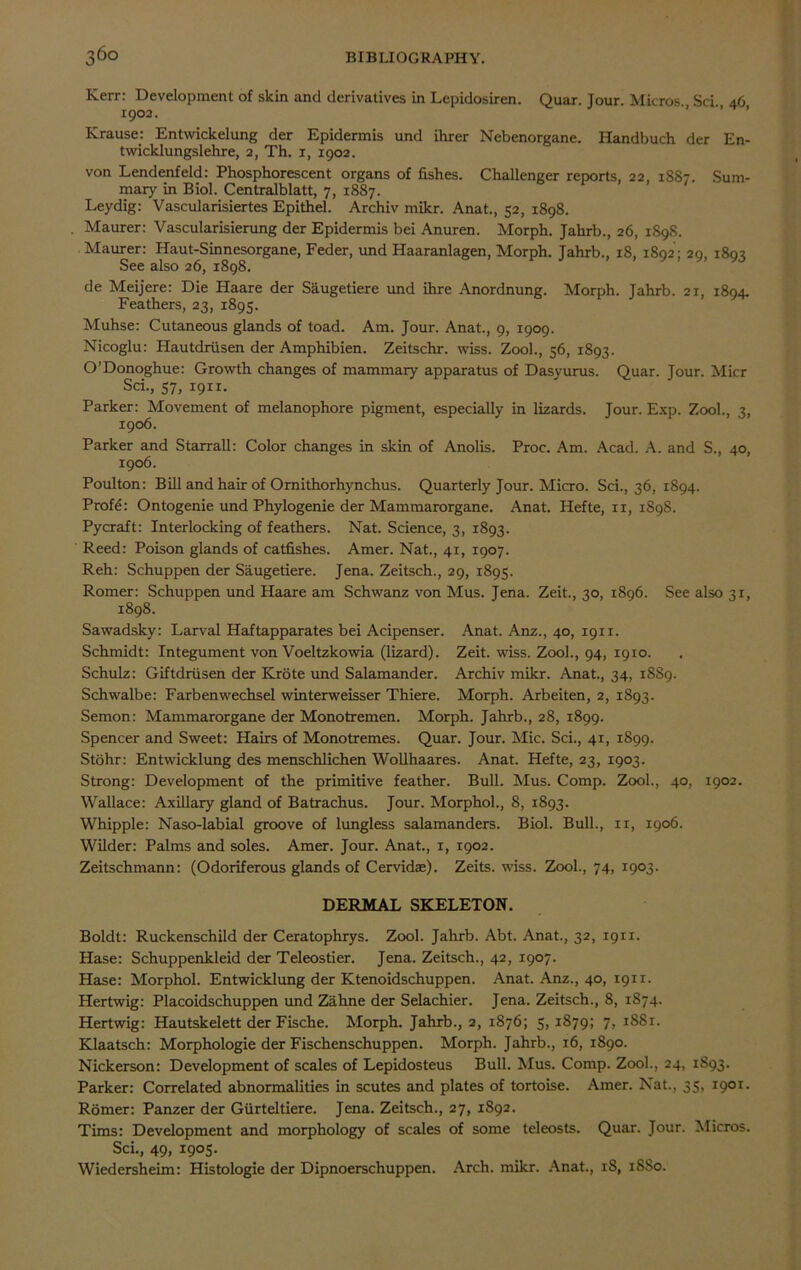 360 BIBLIOGRAPHY.
Kerr: Development of skin and derivatives in Lepidosiren. Quar. Jour. Micros., Sci., 46,
1902.
Krause: Entwickelung der Epidermis und ihrer Nebenorgane. Handbuch der En-
twicklungslehre, 2, Th. 1, 1902.
von Lendenfeld: Phosphorescent organs of fishes. Challenger reports, 22, 1887. Sum-
mary in Biol. Centralblatt, 7, 1887.
Leydig: Vascularisiertes Epithel. Archiv mikr. Anat., 52, 1898.
Maurer: Vascularisierung der Epidermis bei Anuren. Morph. Jahrb., 26, 1898.
Maurer: Haut-Sinnesorgane, Feder, und Haaranlagen, Morph. Jahrb., 18, 1892; 29, 1893
See also 26, 1898.
de Meijere: Die Haare der Säugetiere und ihre Anordnung. Morph. Jahrb. 21, 1894.
Feathers, 23, 1895.
Muhse: Cutaneous glands of toad. Am. Jour. Anat., 9, 1909.
Nicoglu: Hautdrüsen der Amphibien. Zeitschr. wiss. Zool., 56, 1893.
O'Donoghue: Growth changes of mammary apparatus of Dasyurus. Quar. Jour. Micr
Sci., 57, 1911.
Parker: Movement of melanophore pigment, especially in lizards. Jour. Exp. Zool., 3,
1906.
Parker and Starrall: Color changes in skin of Anolis. Proc. Am. Acad. A. and S., 40,
1906.
Poulton: Bill and hair of Ornithorhynchus. Quarterly Jour. Micro. Sci., 36, 1894.
Profé: Ontogenie und Phylogenie der Mammarorgane. Anat. Hefte, 11, 1898.
Pycraft: Interlocking of feathers. Nat. Science, 3, 1893.
Reed: Poison glands of catfishes. Amer. Nat., 41, 1907.
Reh: Schuppen der Säugetiere. Jena. Zeitsch., 29, 1895.
Romer: Schuppen und Haare am Schwanz von Mus. Jena. Zeit., 30, 1896. See also 31,
1898.
Sawadsky: Larval Haftapparates bei Acipenser. Anat. Anz., 40, 1911.
Schmidt: Integument von Voeltzkowia (lizard). Zeit. wiss. Zool., 94, 1910.
Schulz: Giftdrüsen der Kröte und Salamander. Archiv mikr. Anat., 34, 1889.
Schwalbe: Farbenwechsel winterweisser Thiere. Morph. Arbeiten, 2, 1893.
Semon: Mammarorgane der Monotremen. Morph. Jahrb., 28, 1899.
Spencer and Sweet: Hairs of Monotremes. Quar. Jour. Mic. Sci., 41, 1899.
Stöhr: Entwicklung des menschlichen Wollhaares. Anat. Hefte, 23, 1903.
Strong: Development of the primitive feather. Bull. Mus. Comp. Zool., 40, 1902.
Wallace: Axillary gland of Batrachus. Jour. Morphol., 8, 1893.
Whipple: Naso-labial groove of lungless salamanders. Biol. Bull., 11, 1906.
Wilder: Palms and soles. Amer. Jour. Anat., 1, 1902.
Zeitschmann: (Odoriferous glands of Cervidæ). Zeits. wiss. Zool., 74, 1903.
DERMAL SKELETON.
Boldt: Ruckenschild der Ceratophrys. Zool. Jahrb. Abt. Anat., 32, 1911.
Hase: Schuppenkleid der Teleostier. Jena. Zeitsch., 42, 1907.
Hase: Morphol. Entwicklung der Ktenoidschuppen. Anat. Anz., 40, 1911.
Hertwig: Placoidschuppen und Zähne der Selachier. Jena. Zeitsch., 8, 1874.
Hertwig: Hautskelett der Fische. Morph. Jahrb., 2, 1876; 5, 1879; 7, 1881.
Klaatsch: Morphologie der Fischenschuppen. Morph. Jahrb., 16, 1890.
Nickerson: Development of scales of Lepidosteus Bull. Mus. Comp. Zool., 24, 1893.
Parker: Correlated abnormalities in scutes and plates of tortoise. Amer. Nat., 35, 1901.
Römer: Panzer der Gürteltiere. Jena. Zeitsch., 27, 1892.
Tims: Development and morphology of scales of some teleosts. Quar. Jour. Micros.
Sci., 49, 1905.
Wiedersheim: Histologie der Dipnoerschuppen. Arch. mikr. Anat., 18, 1880.